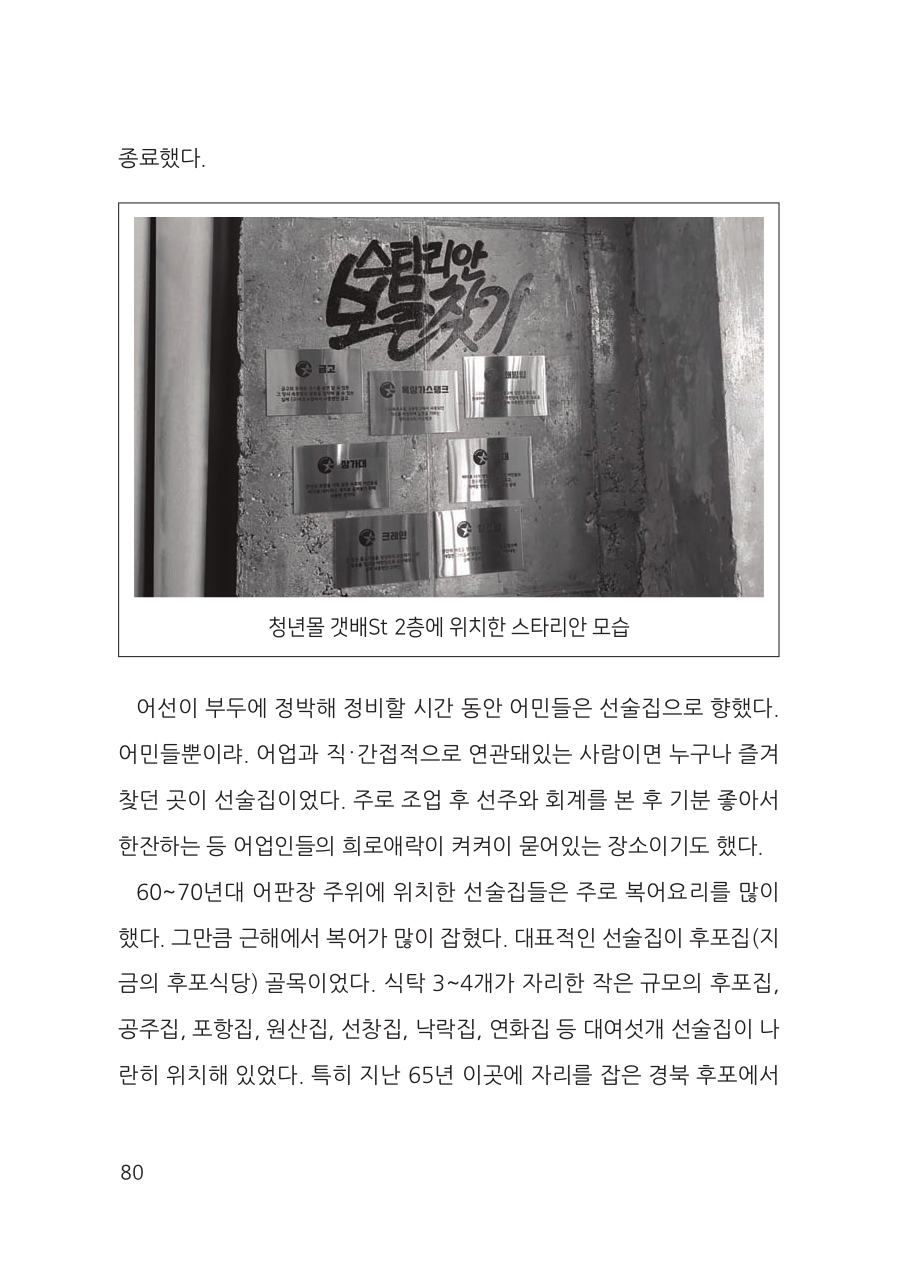 종료했다.
스타리안
보물찾기
금고
옥상가스탱크
상가대
크레인
청년몰 갯배St 2층에 위치한 스타리안 모습
어선이 부두에 정박해 정비할 시간 동안 어민들은 선술집으로 향했다.
어민들뿐이랴. 어업과 직·간접적으로 연관돼있는 사람이면 누구나 즐겨
찾던 곳이 선술집이었다. 주로 조업 후 선주와 회계를 본 후 기분 좋아서
한잔하는 등 어업인들의 희로애락이 켜켜이 묻어있는 장소이기도 했다.
60~70년대 어판장 주위에 위치한 선술집들은 주로 복어요리를 많이
했다. 그만큼 근해에서 복어가 많이 잡혔다. 대표적인 선술집이 후포집(지
금의 후포식당) 골목이었다. 식탁 3~4개가 자리한 작은 규모의 후포집,
공주집, 포항집, 원산집, 선창집, 낙락집, 연화집 등 대여섯개 선술집이 나
란히 위치해 있었다. 특히 지난 65년 이곳에 자리를 잡은 경북 후포에서
80